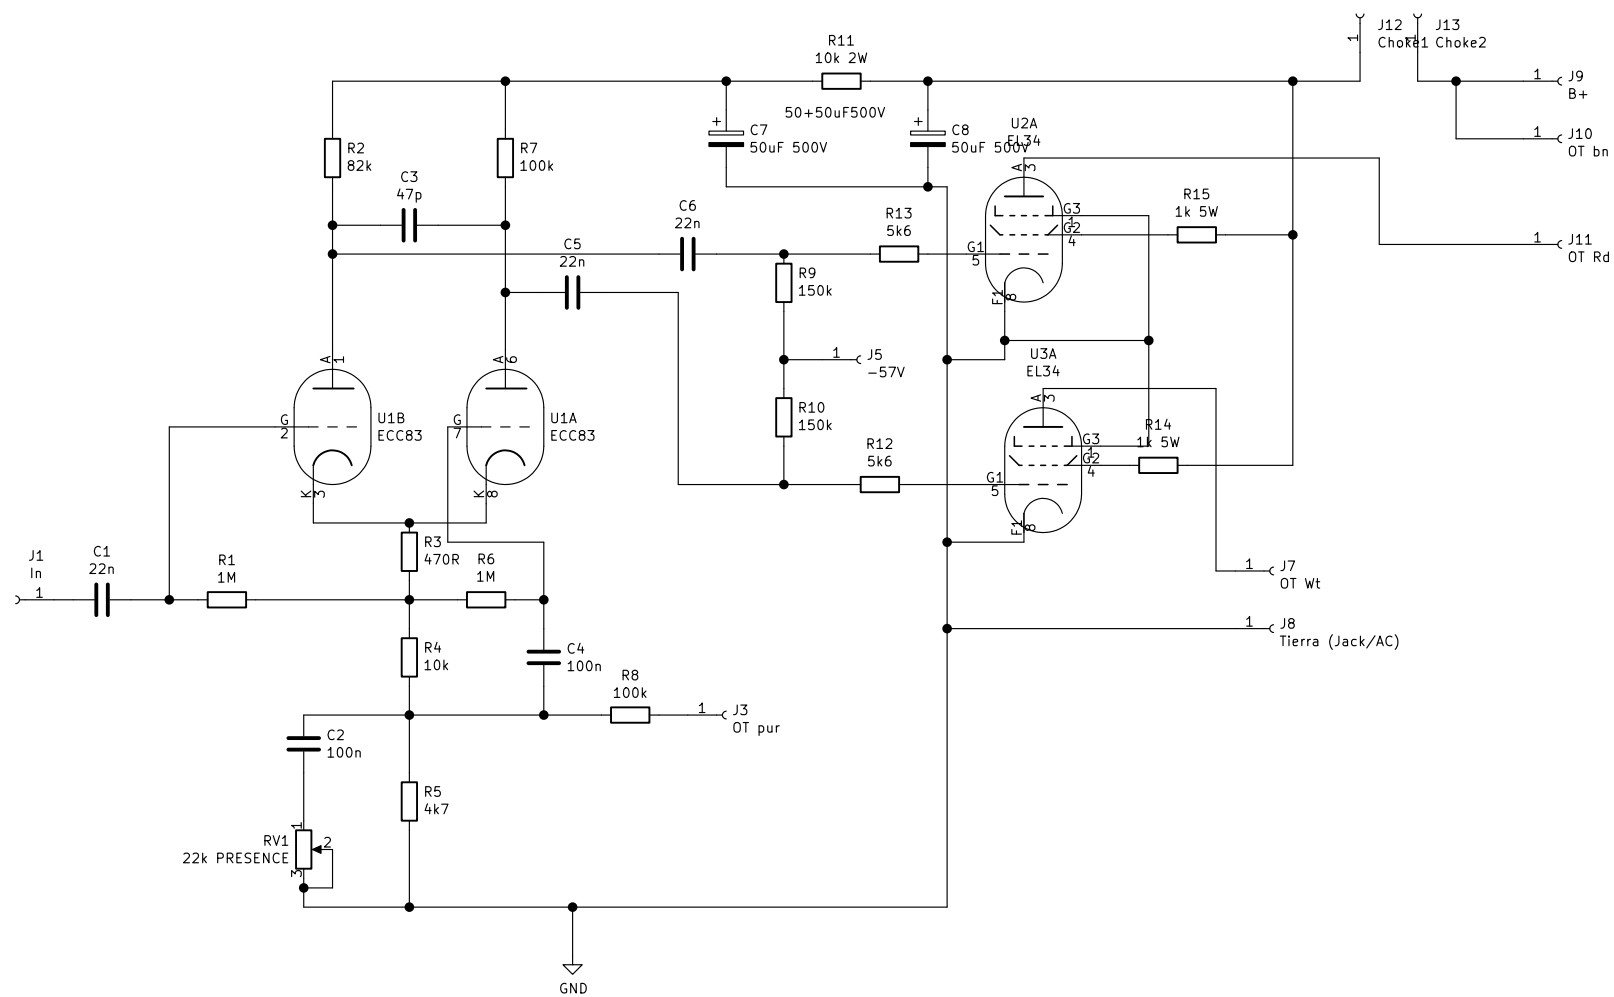 J12
J13
1
1
Choke1
Choke2
R11
10k 2W
1
J9
B+
50+50uF500V
+
+
C7
50uF 500V
C8
50uF 500V
U2A
EL34
1
J10
OT bn
R2
82k
R7
100k
A
3
C3
47p
R15
1k 5W
C6
22n
R13
5k6
G3
1
G2
4
C5
22n
G1
5
1
J11
OT Rd
R9
150k
F1
8
A
1
A
6
1
J5
-57V
U3A
EL34
A
3
G
2
U1B
ECC83
G
7
U1A
ECC83
R10
150k
R14
1k 5W
R12
5k6
G3
1
G2
4
G1
5
K
3
K
8
F1
8
R3
470R
J1
In
1
C1
22n
R1
1M
R6
1M
1
J7
OT Wt
1
J8
Tierra (Jack/AC)
R4
10k
C4
100n
R8
100k
1
J3
OT pur
C2
100n
R5
4k7
1
RV1
22k PRESENCE
2
3
GND